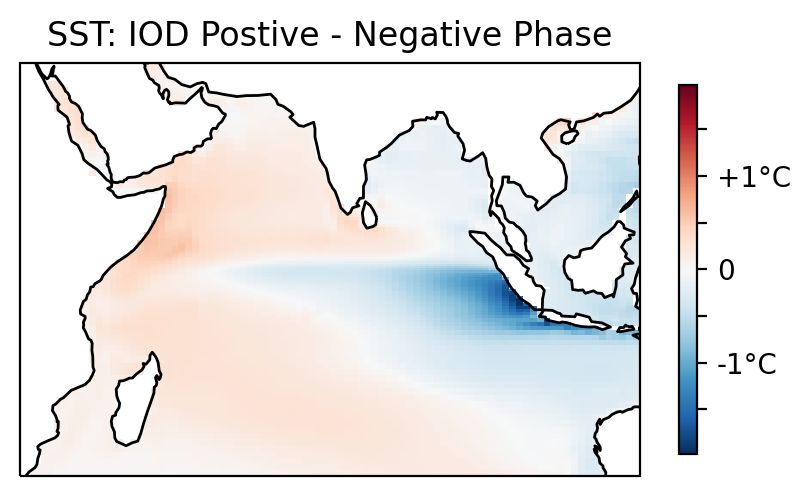 SST: IOD Postive - Negative Phase
+1°C
0
-1°C